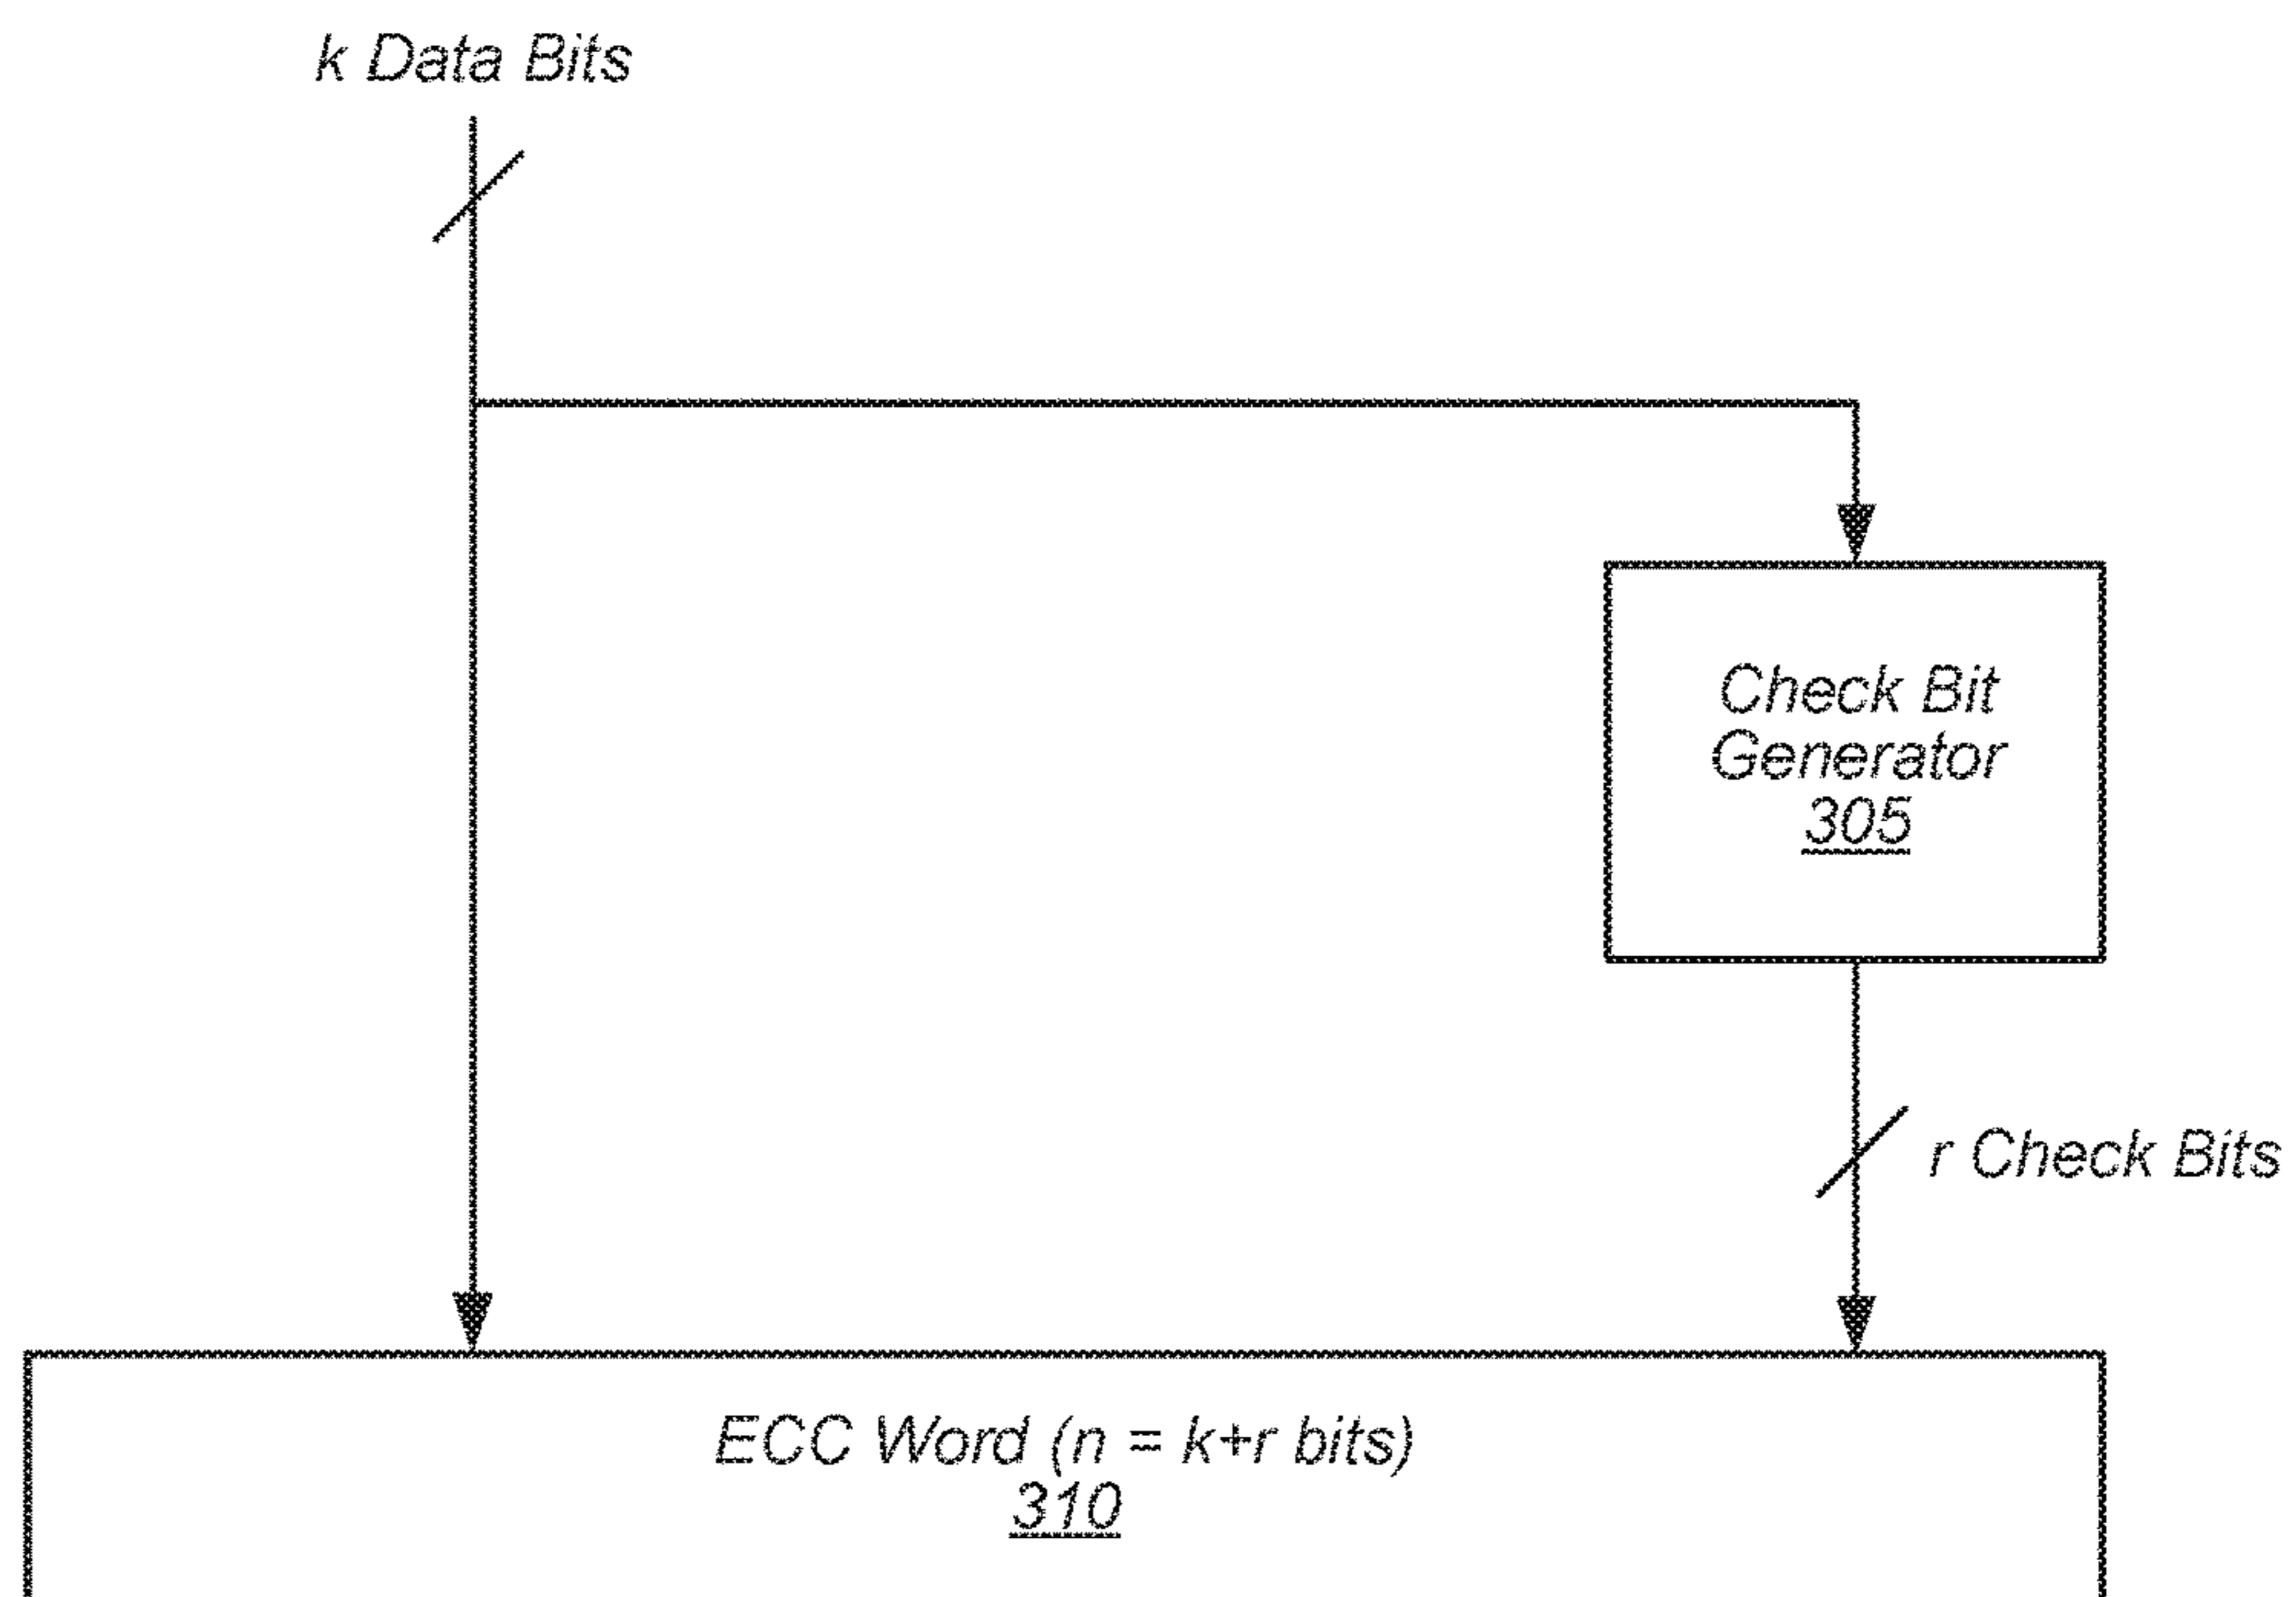 k Data Bits
Check Bit
Generator
305
r Check Bits
ECC Word (n = k+r bits)
310